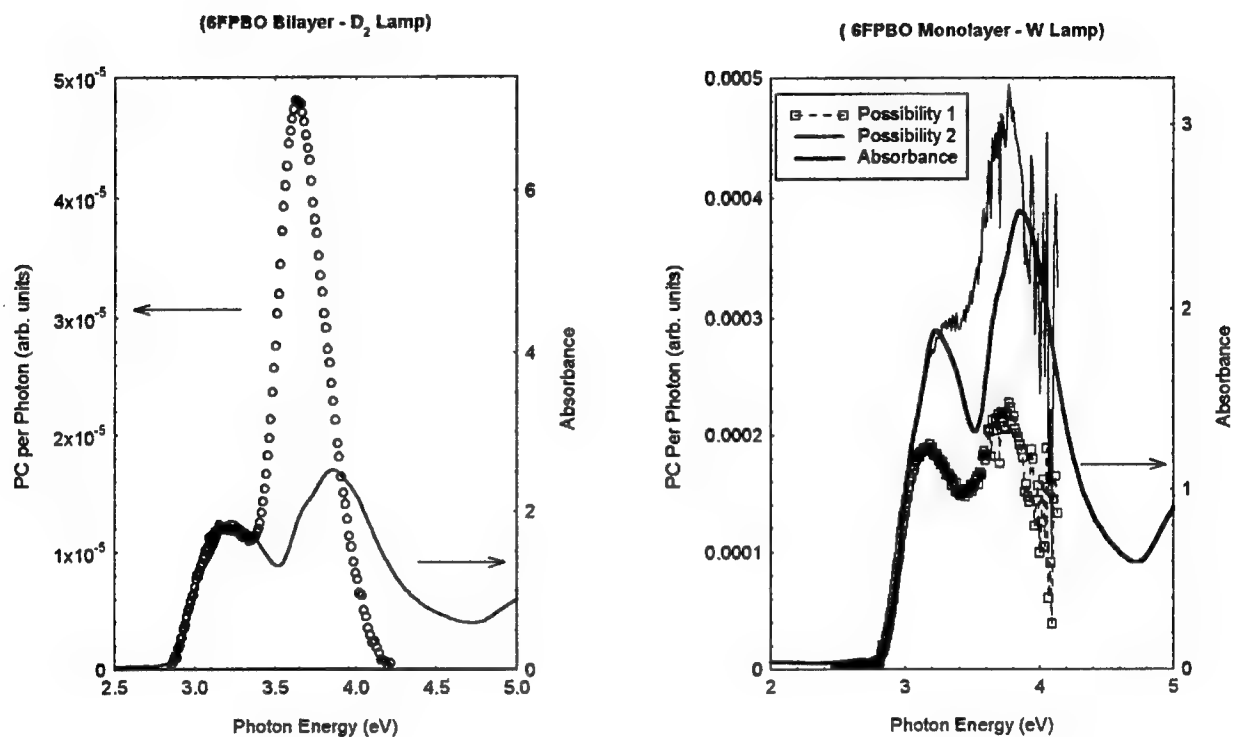 (6FPBO Bilayer - D₂ Lamp)
5x10⁻⁵
4x10⁻⁵
3x10⁻⁵
2x10⁻⁵
1x10⁻⁵
0
PC per Photon (arb. units)
6
4
2
0
Absorbance
2.5 3.0 3.5 4.0 4.5 5.0
Photon Energy (eV)
( 6FPBO Monolayer - W Lamp)
0.0005
0.0004
0.0003
0.0002
0.0001
0.0000
PC Per Photon (arb. units)
Possibility 1
Possibility 2
Absorbance
3
2
1
0
Absorbance
2 3 4 5
Photon Energy (eV)